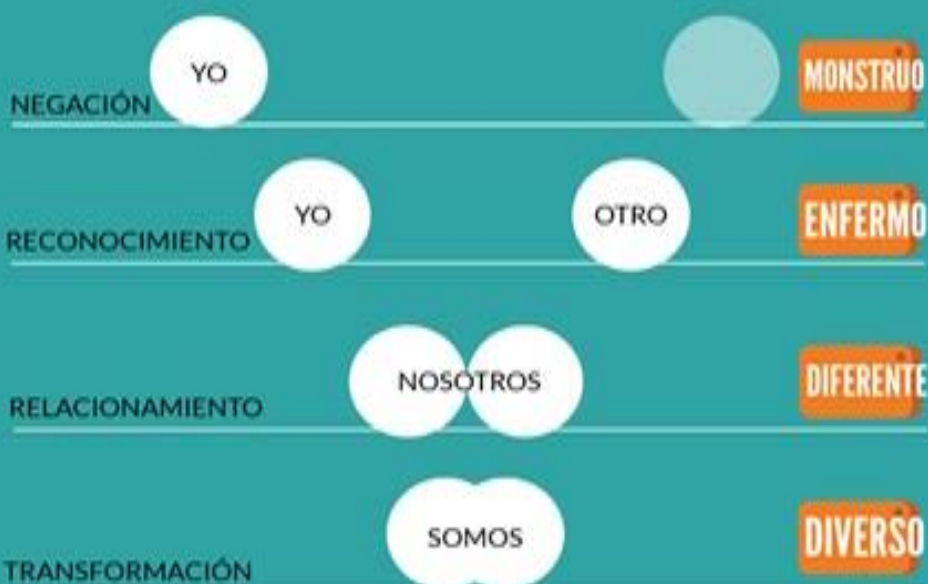 YO
MONSTRUO
NEGACIÓN
YO
OTRO
ENFERMO
RECONOCIMIENTO
NOSOTROS
DIFERENTE
RELACIONAMIENTO
SOMOS
DIVERSO
TRANSFORMACIÓN